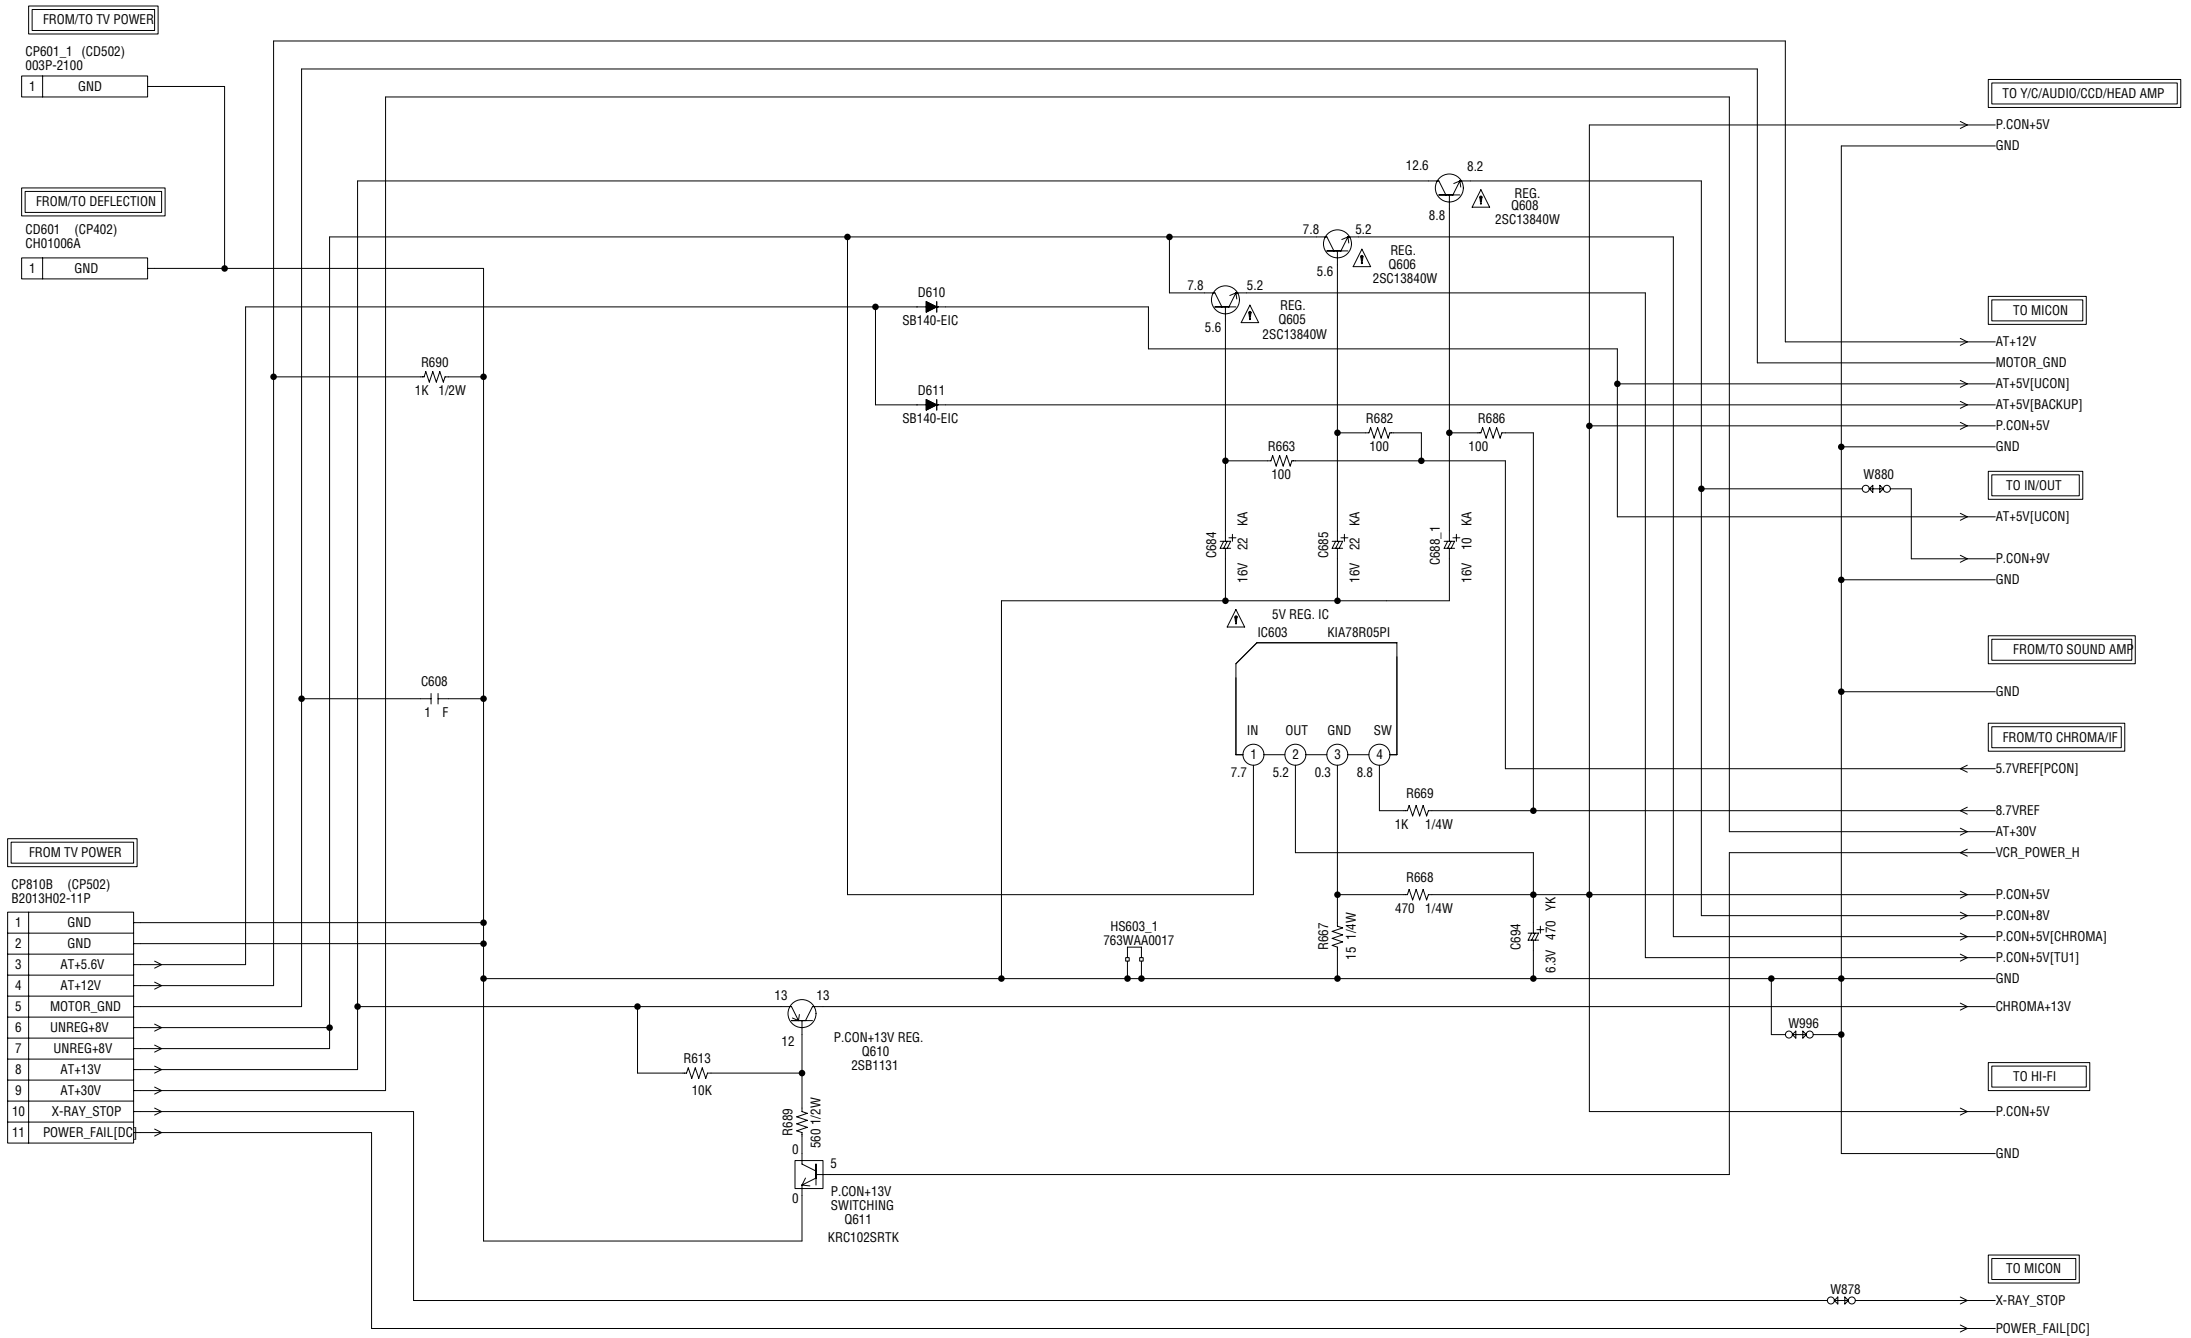 FROM/TO TV POWER
CP601_1 (CD502)
003P-2100
1 GND
FROM/TO DEFLECTION
CD601 (CP402)
CH01006A
1 GND
R690
1K 1/2W
C608
1 F
FROM TV POWER
CP810B (CP502)
B2013H02-11P
1 GND
2 GND
3 AT+5.6V
4 AT+12V
5 MOTOR_GND
6 UNREG+8V
7 UNREG+8V
8 AT+13V
9 AT+30V
10 X-RAY_STOP
11 POWER_FAIL[DC]
D610
SB140-EIC
D611
SB140-EIC
12.6 8.2
8.8
REG.
Q608
2SC13840W
7.8 5.2
5.6
REG.
Q606
2SC13840W
7.8 5.2
5.6
REG.
Q605
2SC13840W
R682
100
R686
100
R663
100
C684
16V 22 KA
C685
16V 22 KA
C688_1
16V 10 KA
5V REG. IC
IC603 KIA78R05PI
IN OUT GND SW
1 2 3 4
7.7 5.2 0.3 8.8
R669
1K 1/4W
R668
470 1/4W
R667
15 1/4W
C694
6.3V 470 YK
HS603_1
763WAA0017
13 13
12
P.CON+13V REG.
Q610
2SB1131
R613
10K
R689
560 1/2W
0
5
0
P.CON+13V
SWITCHING
Q611
KRC102SRTK
TO Y/C/AUDIO/CCD/HEAD AMP
P.CON+5V
GND
TO MICON
AT+12V
MOTOR_GND
AT+5V[UCON]
AT+5V[BACKUP]
P.CON+5V
GND
W880
TO IN/OUT
AT+5V[UCON]
P.CON+9V
GND
FROM/TO SOUND AMP
GND
FROM/TO CHROMA/IF
5.7VREF[PCON]
8.7VREF
AT+30V
VCR_POWER_H
P.CON+5V
P.CON+8V
P.CON+5V[CHROMA]
P.CON+5V[TU1]
GND
CHROMA+13V
W996
TO HI-FI
P.CON+5V
GND
TO MICON
W878
X-RAY_STOP
POWER_FAIL[DC]